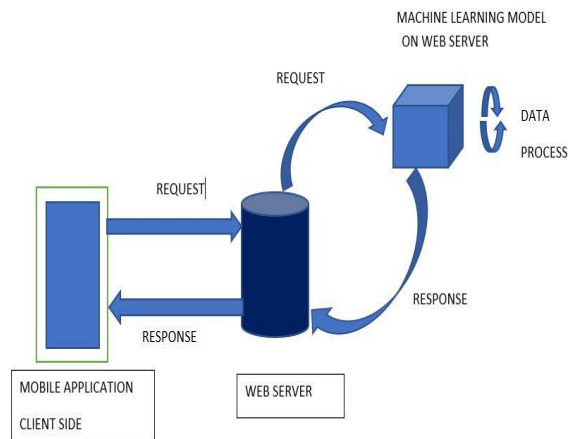 MACHINE LEARNING MODEL
ON WEB SERVER
REQUEST
DATA
PROCESS
REQUEST
RESPONSE
RESPONSE
MOBILE APPLICATION
CLIENT SIDE
WEB SERVER